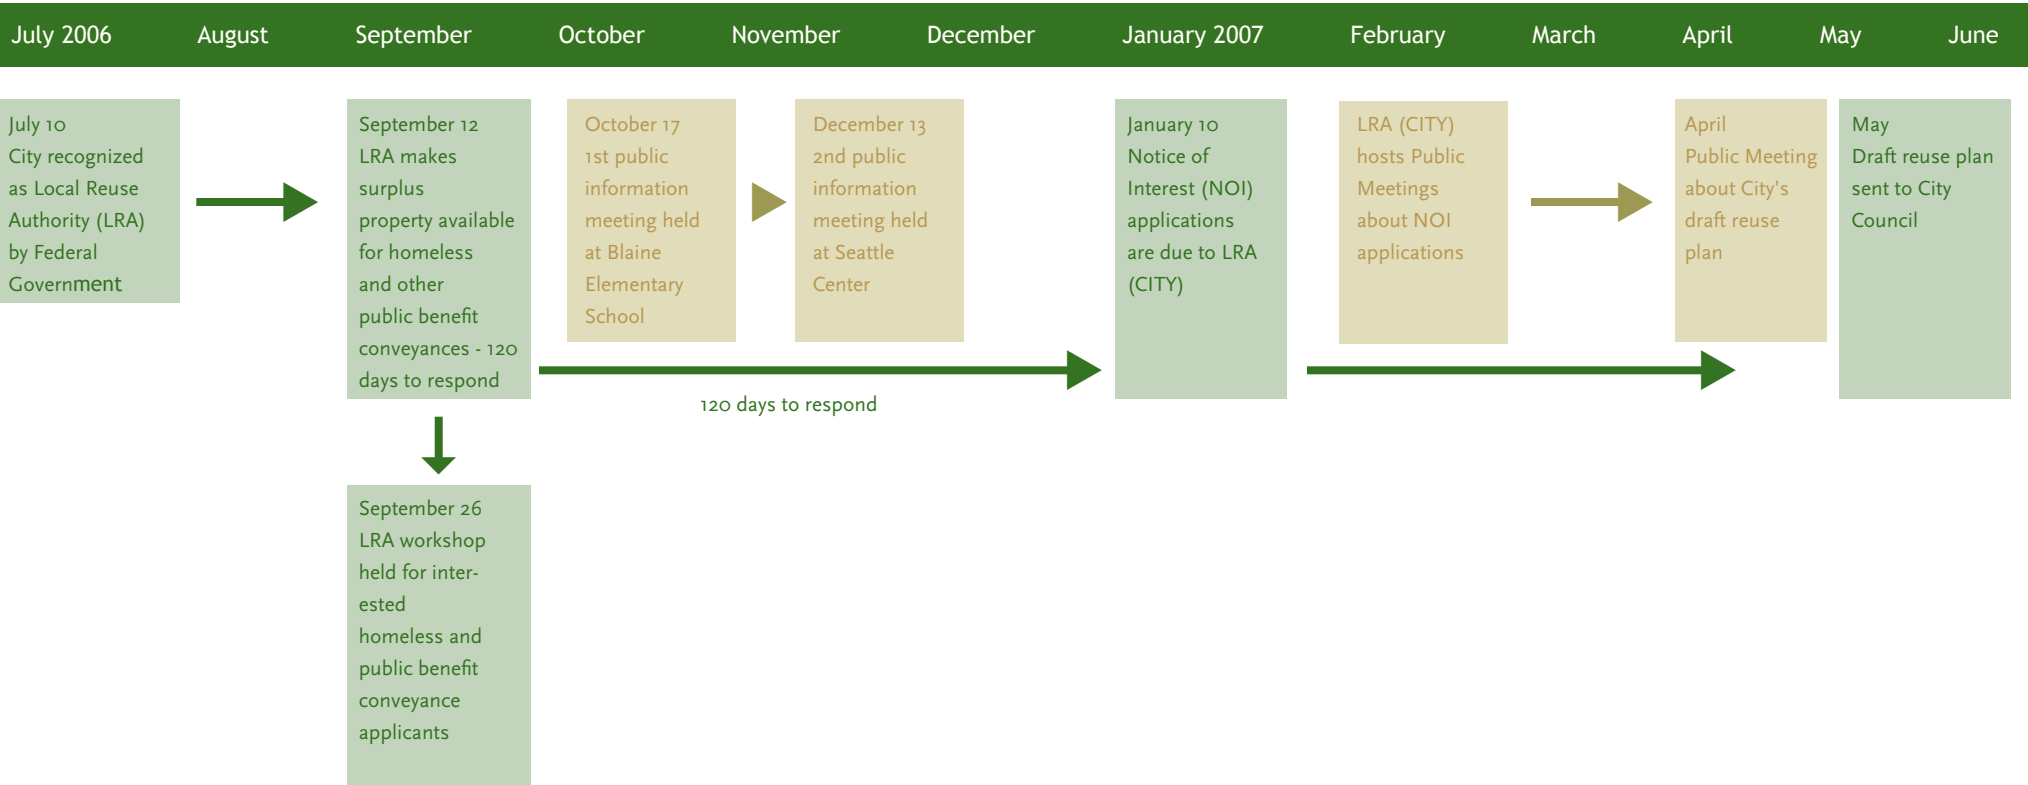 July 2006 August September October November December January 2007 February March April May June
July 10
City recognized
as Local Reuse
Authority (LRA)
by Federal
Government
September 12
LRA makes
surplus
property available
for homeless
and other
public benefit
conveyances - 120
days to respond
October 17
1st public
information
meeting held
at Blaine
Elementary
School
December 13
2nd public
information
meeting held
at Seattle
Center
January 10
Notice of
Interest (NOI)
applications
are due to LRA
(CITY)
LRA (CITY)
hosts Public
Meetings
about NOI
applications
April
Public Meeting
about City's
draft reuse
plan
May
Draft reuse plan
sent to City
Council
120 days to respond
September 26
LRA workshop
held for inter-
ested
homeless and
public benefit
conveyance
applicants